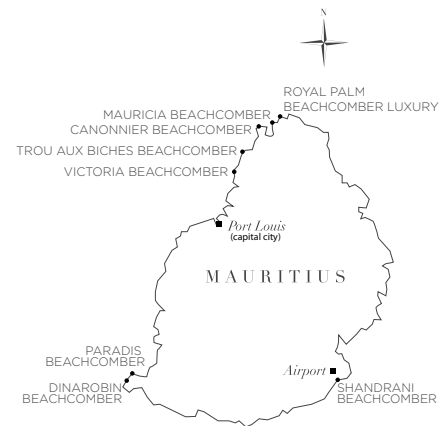 N
ROYAL PALM
BEACHCOMBER LUXURY
MAURICIA BEACHCOMBER
CANONNIER BEACHCOMBER
TROU AUX BICHES BEACHCOMBER
VICTORIA BEACHCOMBER
Port Louis
(capital city)
MAURITIUS
PARADIS
BEACHCOMBER
DINAROBIN
BEACHCOMBER
Airport
SHANDRANI
BEACHCOMBER